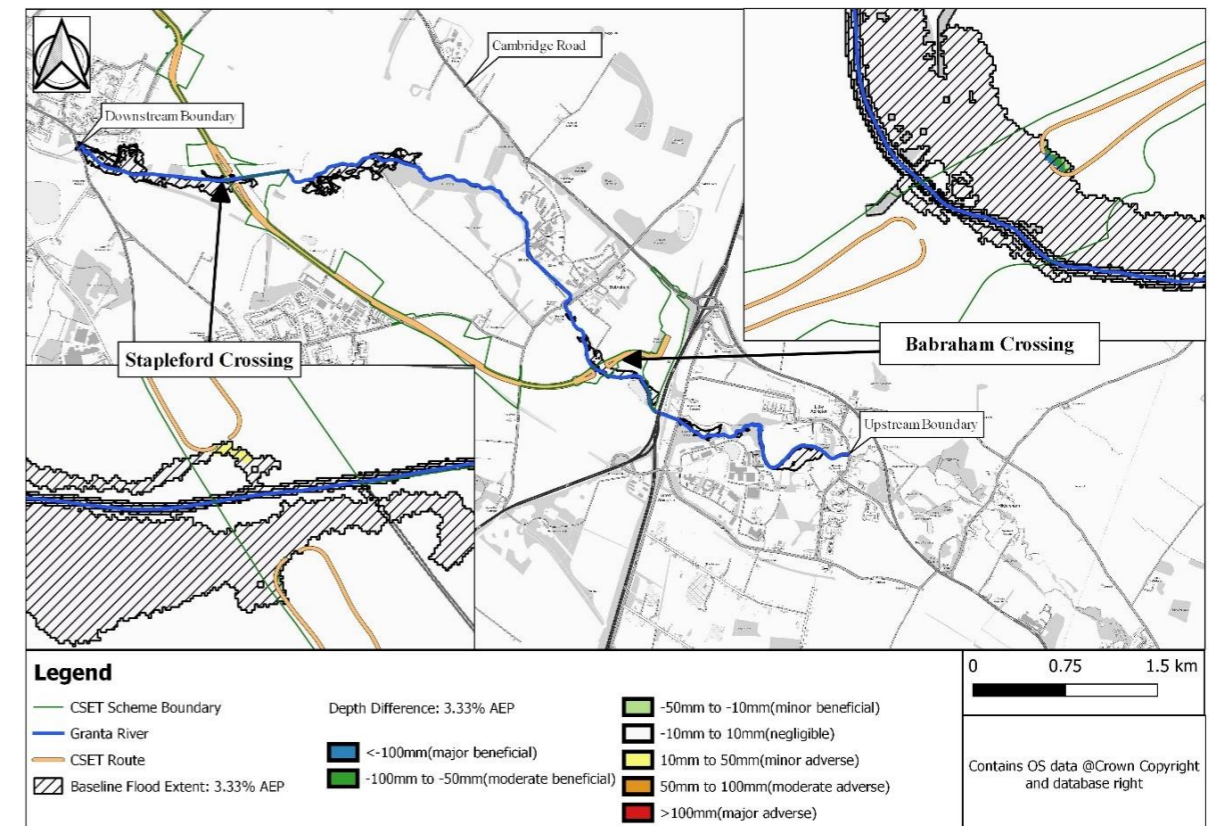 Cambridge Road
Downstream Boundary
Stapleford Crossing
Babraham Crossing
Upstream Boundary
Legend
CSET Scheme Boundary
Granta River
CSET Route
Baseline Flood Extent: 3.33% AEP
Depth Difference: 3.33% AEP
<-100mm(major beneficial)
-100mm to -50mm(moderate beneficial)
-50mm to -10mm(minor beneficial)
-10mm to 10mm(negligible)
10mm to 50mm(minor adverse)
50mm to 100mm(moderate adverse)
>100mm(major adverse)
0 0.75 1.5 km
Contains OS data @Crown Copyright
and database right